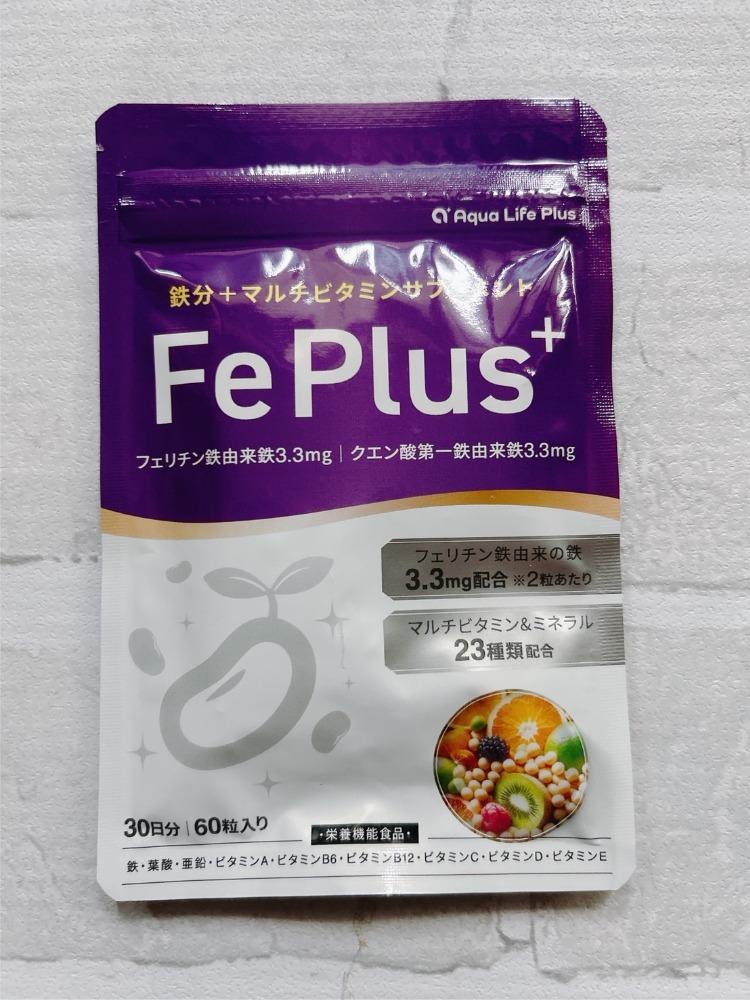 Aqua Life Plus
鉄分+マルチビタミンサプリメント
Fe Plus+
フェリチン鉄由来鉄3.3mg|クエン酸第一鉄由来鉄3.3mg
フェリチン鉄由来の鉄
3.3mg配合 ※2粒あたり
マルチビタミン&ミネラル
23種類配合
30日分|60粒入り
・栄養機能食品・
鉄・葉酸・亜鉛・ビタミンA・ビタミンB6・ビタミンB12・ビタミンC・ビタミンD・ビタミンE